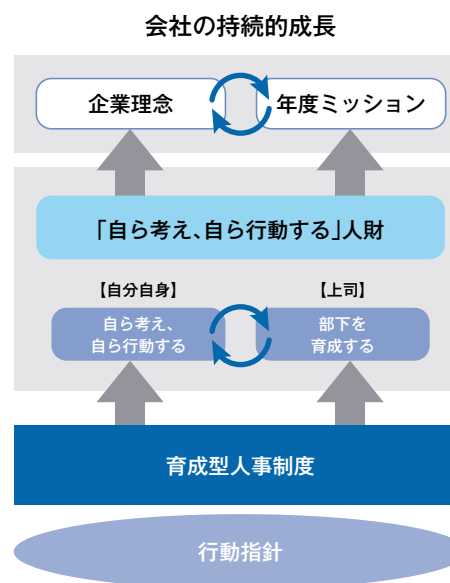 会社の持続的成長
企業理念
年度ミッション
「自ら考え、自ら行動する」人財
【自分自身】
【上司】
自ら考え、
自ら行動する
部下を
育成する
育成型人事制度
行動指針